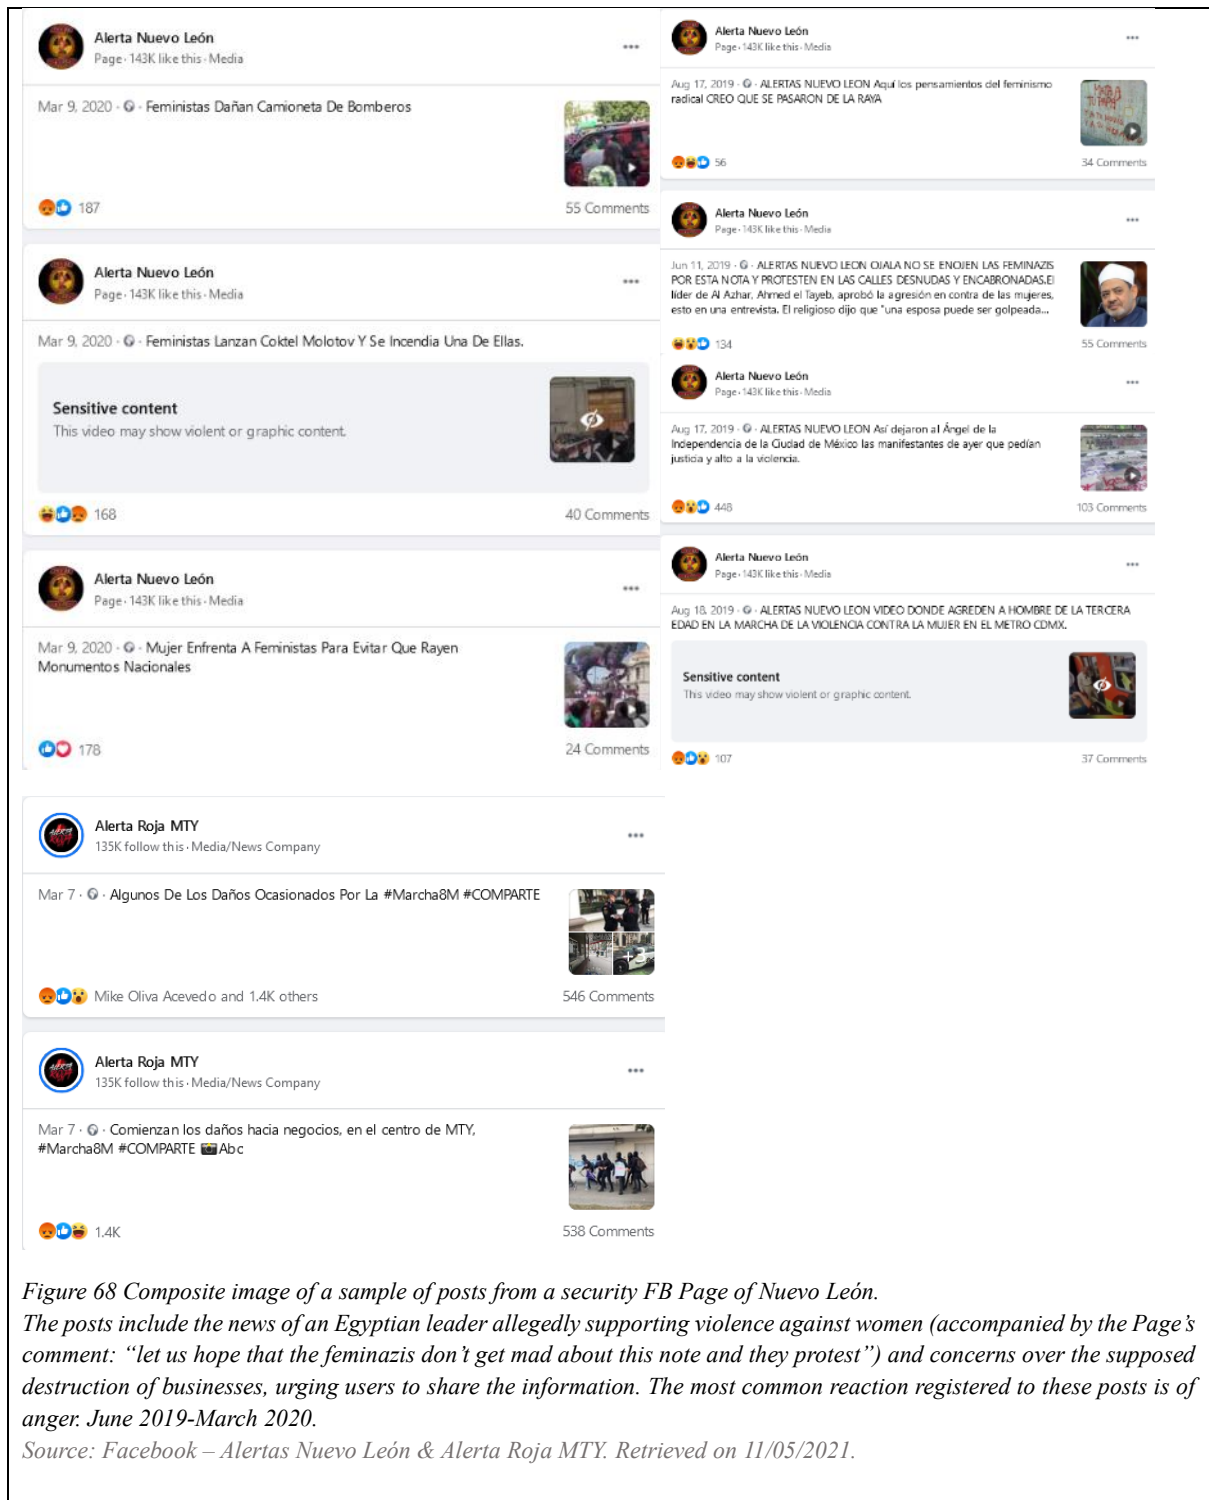 Alerta Nuevo León
Page · 143K like this · Media
Mar 9, 2020 · Feministas Dañan Camioneta De Bomberos
187
55 Comments
Alerta Nuevo León
Page · 143K like this · Media
Mar 9, 2020 · Feministas Lanzan Coktel Molotov Y Se Incendia Una De Ellas.
Sensitive content
This video may show violent or graphic content.
168
40 Comments
Alerta Nuevo León
Page · 143K like this · Media
Mar 9, 2020 · Mujer Enfrenta A Feministas Para Evitar Que Rayen
Monumentos Nacionales
178
24 Comments
Alerta Nuevo León
Page · 143K like this · Media
Aug 17, 2019 · ALERTAS NUEVO LEON Aquí los pensamientos del feminismo
radical CREO QUE SE PASARON DE LA RAYA
56
34 Comments
Alerta Nuevo León
Page · 143K like this · Media
Jun 11, 2019 · ALERTAS NUEVO LEON OJALA NO SE ENOJEN LAS FEMINAZIS
POR ESTA NOTA Y PROTESTEN EN LAS CALLES DESNUDAS Y ENCABRONADAS.El
líder de Al Azhar, Ahmed el Tayeb, aprobó la agresión en contra de las mujeres,
esto en una entrevista. El religioso dijo que "una esposa puede ser golpeada...
134
55 Comments
Alerta Nuevo León
Page · 143K like this · Media
Aug 17, 2019 · ALERTAS NUEVO LEON Así dejaron al Ángel de la
Independencia de la Ciudad de México las manifestantes de ayer que pedían
justicia y alto a la violencia.
448
103 Comments
Alerta Nuevo León
Page · 143K like this · Media
Aug 18, 2019 · ALERTAS NUEVO LEON VIDEO DONDE AGREDEN A HOMBRE DE LA TERCERA
EDAD EN LA MARCHA DE LA VIOLENCIA CONTRA LA MUJER EN EL METRO CDMX.
Sensitive content
This video may show violent or graphic content.
107
37 Comments
Alerta Roja MTY
135K follow this · Media/News Company
Mar 7 · Algunos De Los Daños Ocasionados Por La #Marcha8M #COMPARTE
Mike Oliva Acevedo and 1.4K others
546 Comments
Alerta Roja MTY
135K follow this · Media/News Company
Mar 7 · Comienzan los daños hacia negocios, en el centro de MTY,
#Marcha8M #COMPARTE 📸Abc
1.4K
538 Comments
Figure 68 Composite image of a sample of posts from a security FB Page of Nuevo León.
The posts include the news of an Egyptian leader allegedly supporting violence against women (accompanied by the Page's
comment: “let us hope that the feminazis don’t get mad about this note and they protest”) and concerns over the supposed
destruction of businesses, urging users to share the information. The most common reaction registered to these posts is of
anger. June 2019-March 2020.
Source: Facebook – Alertas Nuevo León & Alerta Roja MTY. Retrieved on 11/05/2021.